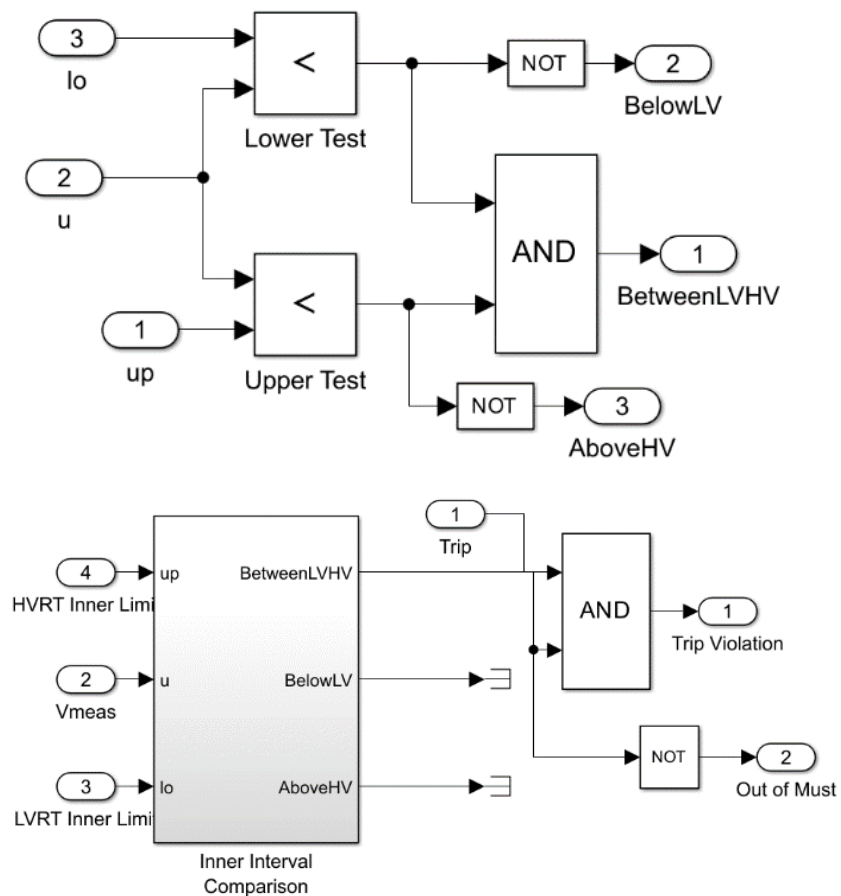 3
lo
<
Lower Test
NOT
2
BelowLV
2
u
AND
1
BetweenLVHV
<
Upper Test
1
up
NOT
3
AboveHV
1
Trip
4
HVRT Inner Limi
up
BetweenLVHV
AND
1
Trip Violation
2
Vmeas
u
BelowLV
NOT
2
Out of Must
3
LVRT Inner Limi
lo
AboveHV
Inner Interval
Comparison